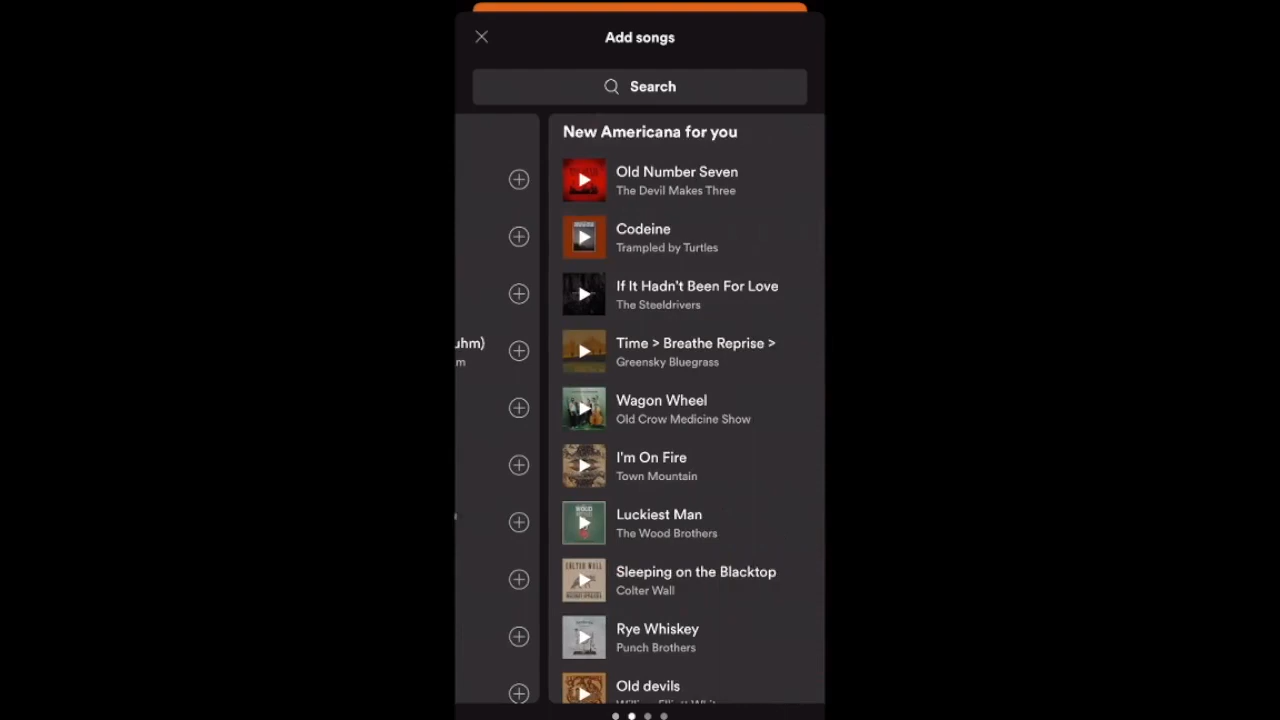 Add songs
Search
New Americana for you
Old Number Seven
The Devil Makes Three
Codeine
Trampled by Turtles
If It Hadn't Been For Love
The Steeldrivers
uhm)
m
Time > Breathe Reprise >
Greensky Bluegrass
Wagon Wheel
Old Crow Medicine Show
I'm On Fire
Town Mountain
Luckiest Man
The Wood Brothers
COLTER WALL
Sleeping on the Blacktop
Colter Wall
Rye Whiskey
Punch Brothers
Old devils